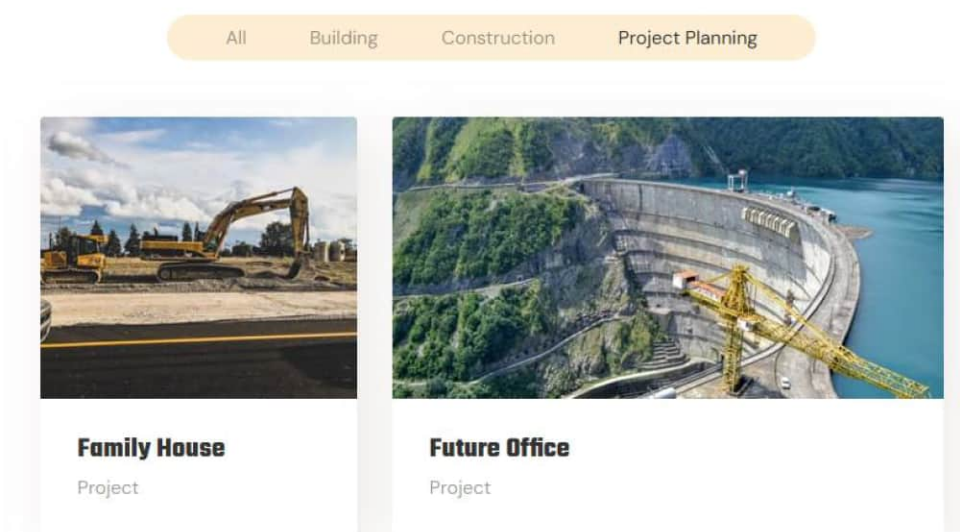 All Building Construction Project Planning
Family House
Project
Future Office
Project